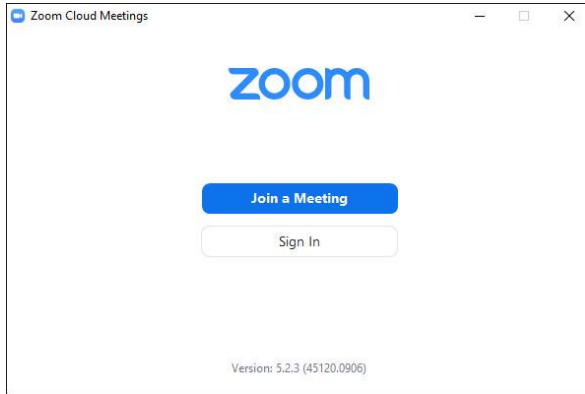 Zoom Cloud Meetings
zoom
Join a Meeting
Sign In
Version: 5.2.3 (45120.0906)